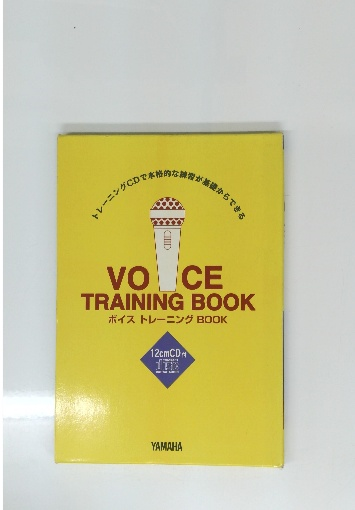 トレーニングCDで本格的な練習が基礎からできる
VOICE
TRAINING BOOK
ボイス トレーニング BOOK
12cmCD付
YAMAHA